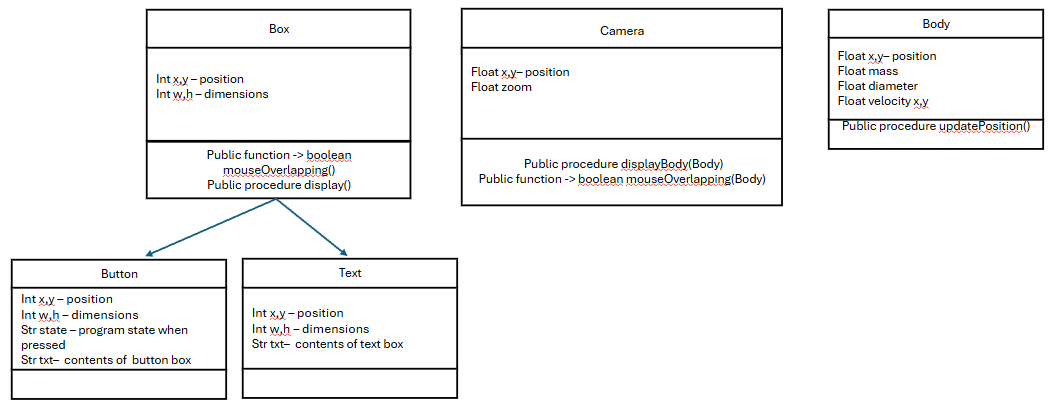 Box
Int x,y – position
Int w,h – dimensions
Public function -> boolean
mouseOverlapping()
Public procedure display()
Camera
Float x,y– position
Float zoom
Public procedure displayBody(Body)
Public function -> boolean mouseOverlapping(Body)
Body
Float x,y– position
Float mass
Float diameter
Float velocity x,y
Public procedure updatePosition()
Button
Int x,y – position
Int w,h – dimensions
Str state – program state when
pressed
Str txt– contents of button box
Text
Int x,y – position
Int w,h – dimensions
Str txt– contents of text box